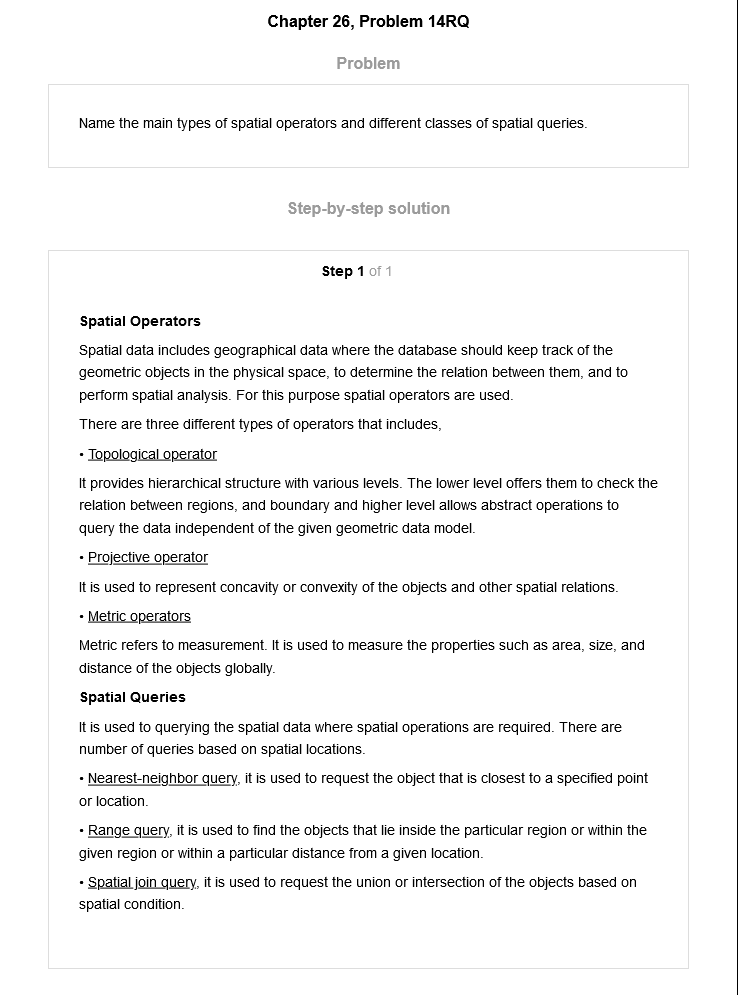 Chapter 26, Problem 14RQ
Problem
Name the main types of spatial operators and different classes of spatial queries.
Step-by-step solution
Step 1 of 1
Spatial Operators
Spatial data includes geographical data where the database should keep track of the
geometric objects in the physical space, to determine the relation between them, and to
perform spatial analysis. For this purpose spatial operators are used.
There are three different types of operators that includes,
• Topological operator
It provides hierarchical structure with various levels. The lower level offers them to check the
relation between regions, and boundary and higher level allows abstract operations to
query the data independent of the given geometric data model.
• Projective operator
It is used to represent concavity or convexity of the objects and other spatial relations.
• Metric operators
Metric refers to measurement. It is used to measure the properties such as area, size, and
distance of the objects globally.
Spatial Queries
It is used to querying the spatial data where spatial operations are required. There are
number of queries based on spatial locations.
• Nearest-neighbor query, it is used to request the object that is closest to a specified point
or location.
• Range query, it is used to find the objects that lie inside the particular region or within the
given region or within a particular distance from a given location.
• Spatial join query, it is used to request the union or intersection of the objects based on
spatial condition.